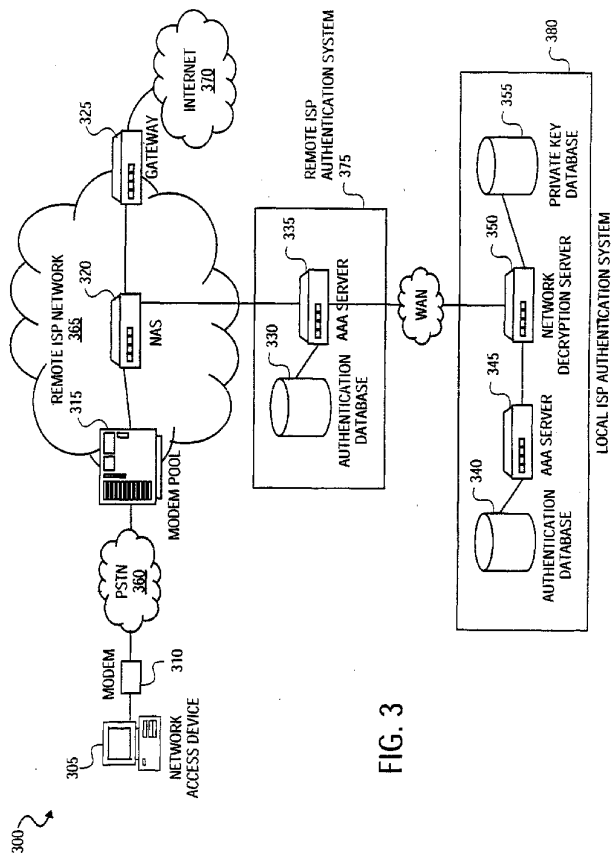 300
305
NETWORK
ACCESS DEVICE
MODEM
310
PSTN
360
315
MODEM POOL
REMOTE ISP NETWORK
365
320
NAS
325
GATEWAY
INTERNET
370
REMOTE ISP
AUTHENTICATION SYSTEM
375
330
AUTHENTICATION
DATABASE
335
AAA SERVER
WAN
380
340
AUTHENTICATION
DATABASE
345
AAA SERVER
350
NETWORK
DECRYPTION SERVER
355
PRIVATE KEY
DATABASE
LOCAL ISP AUTHENTICATION SYSTEM
FIG. 3